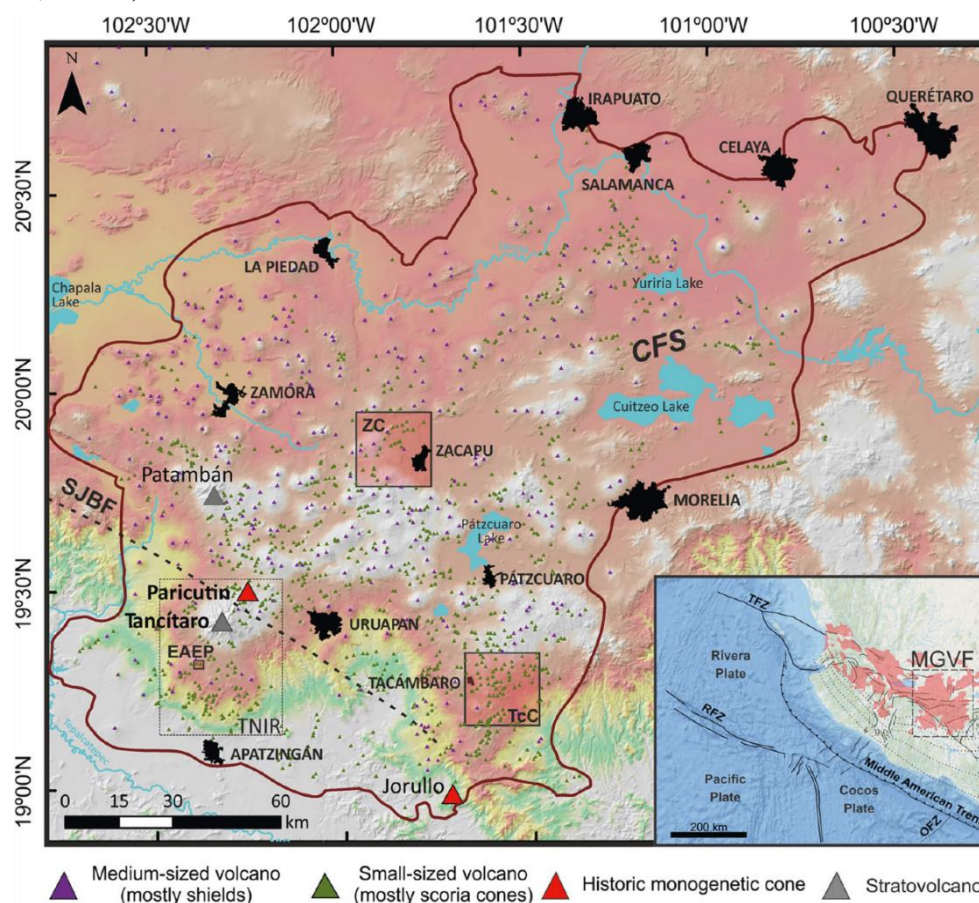 102°30'W
102°00'W
101°30'W
101°00'W
100°30'W
N
IRAPUATO
QUERÉTARO
CELAYA
SALAMANCA
20°30'N
LA PIEDAD
Chapala
Lake
Yuriria Lake
CFS
20°00'N
ZAMÓRA
Cuitzeo Lake
ZC
ZACAPU
Patambán
MORELIA
SJBF
Pátzcuaro
Lake
19°30'N
Paricutin
PÁTZCUARO
Tancítaro
URUAPAN
EAEP
TACÁMBARO
TcC
TNIR
Tepalcatepec
APATZINGÁN
Jorullo
19°00'N
0 15 30 60
km
TFZ
Rivera
Plate
MGVF
RFZ
Middle American Tren
Pacific
Plate
Cocos
Plate
OFZ
200 km
Medium-sized volcano
(mostly shields)
Small-sized volcano
(mostly scoria cones)
Historic monogenetic cone
Stratovolcano